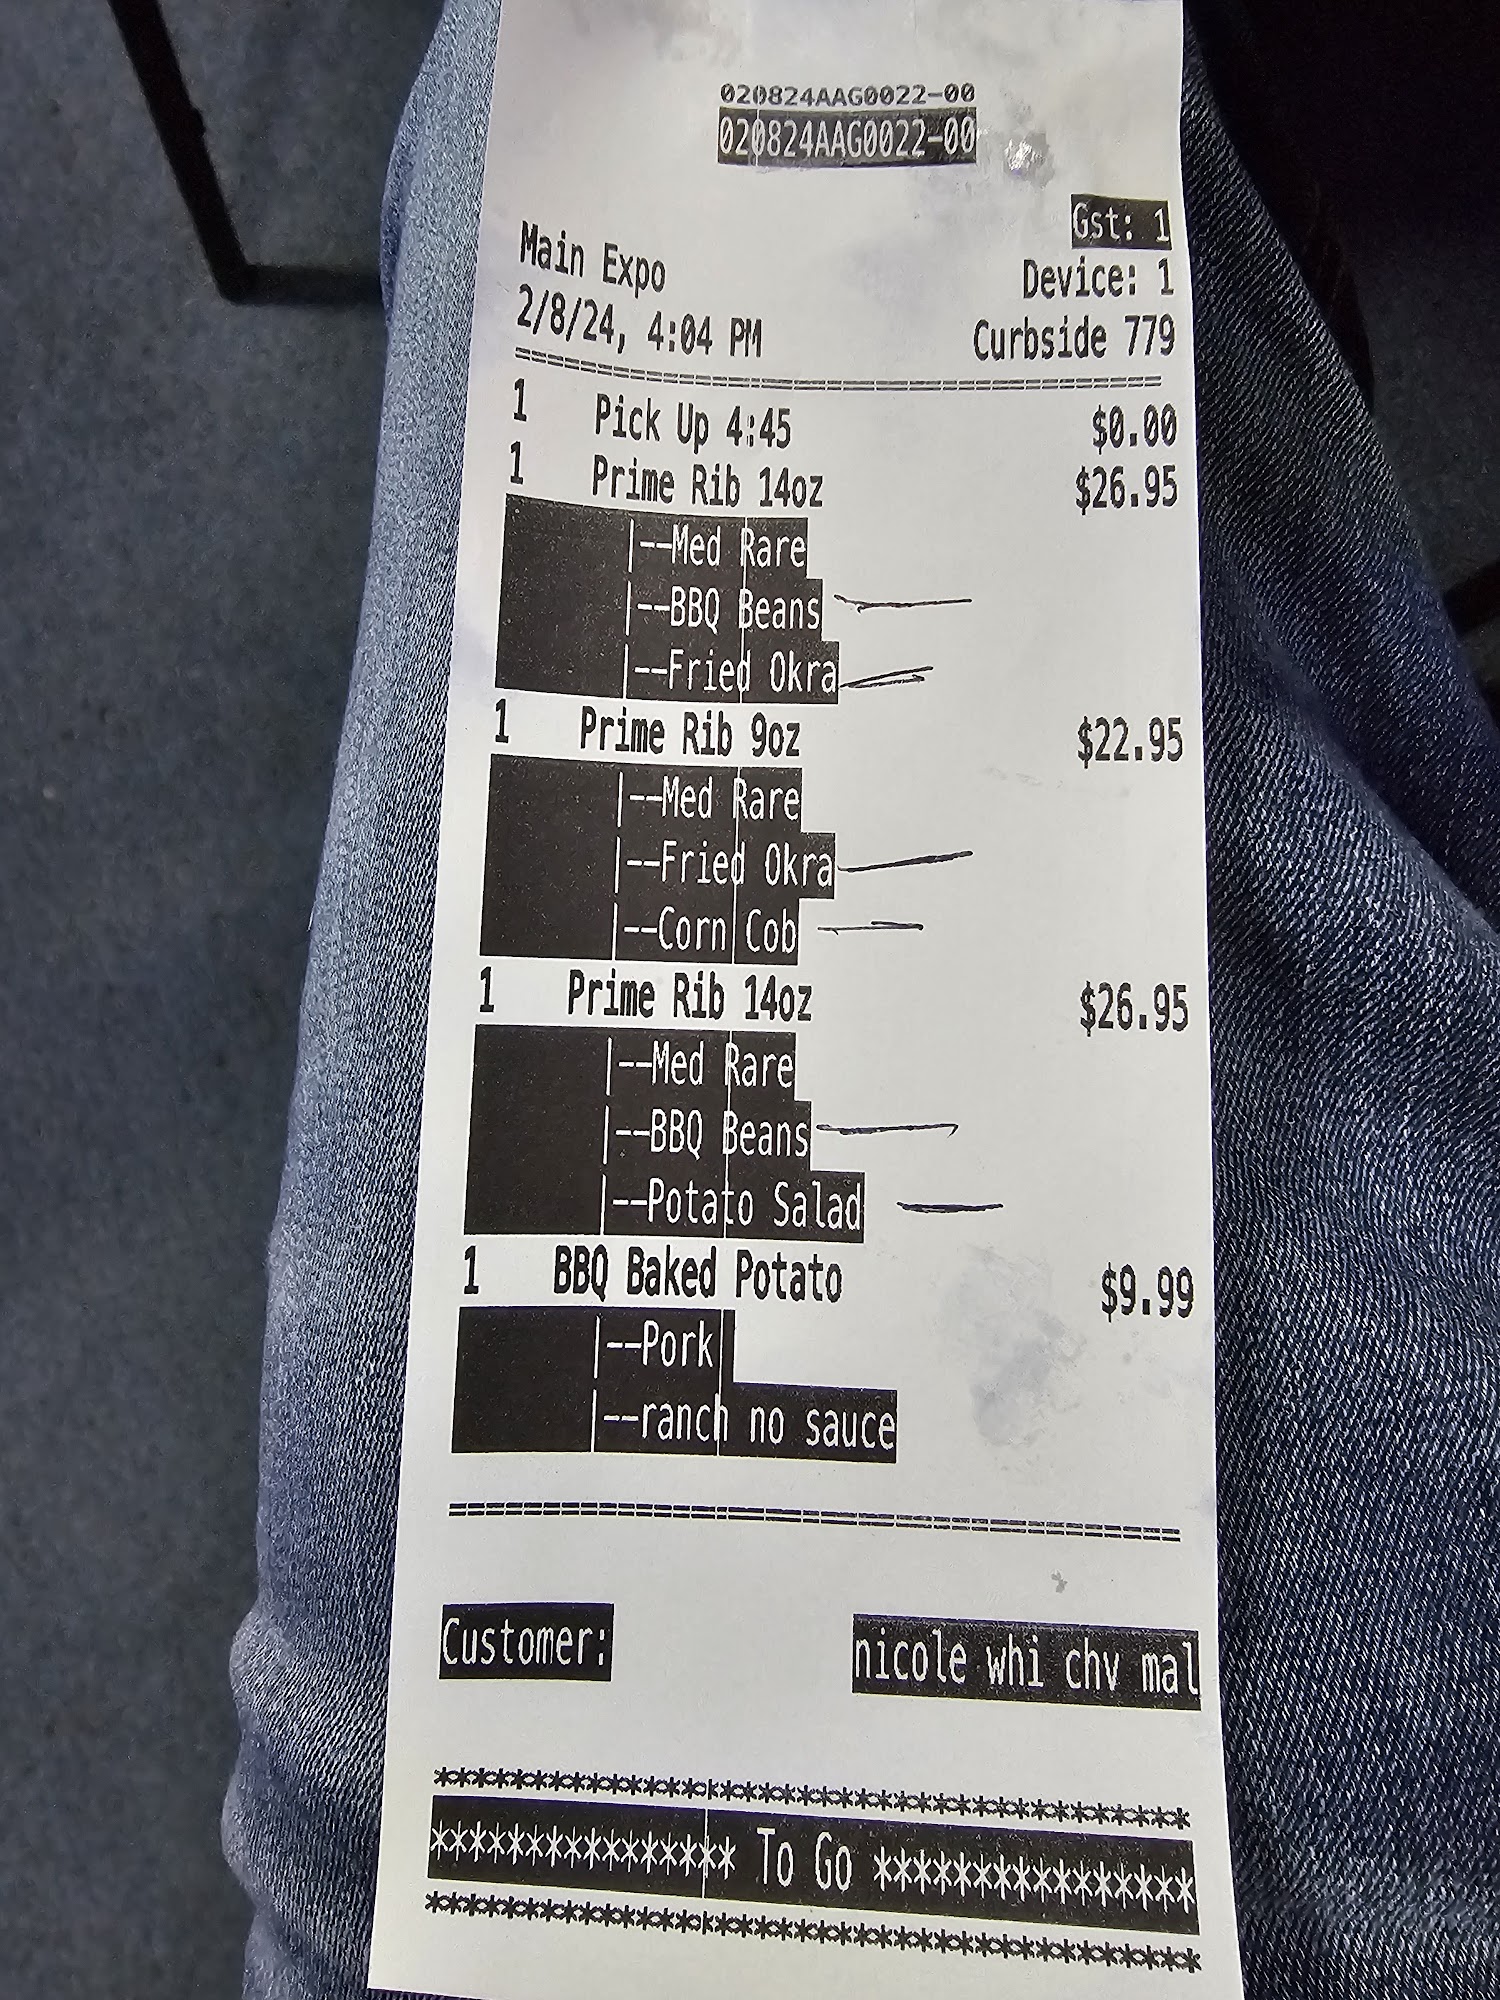 020824AAG0022-00
020824AAG0022-00
Gst: 1
Main Expo Device: 1
2/8/24, 4:04 PM Curbside 779
===========================================
1 Pick Up 4:45 $0.00
1 Prime Rib 14oz $26.95
|--Med Rare
|--BBQ Beans
|--Fried Okra
1 Prime Rib 9oz $22.95
|--Med Rare
|--Fried Okra
|--Corn Cob
1 Prime Rib 14oz $26.95
|--Med Rare
|--BBQ Beans
|--Potato Salad
1 BBQ Baked Potato $9.99
|--Pork
|--ranch no sauce
===========================================
Customer: nicole whi chv mal
******************************************
**************** To Go *****************
******************************************